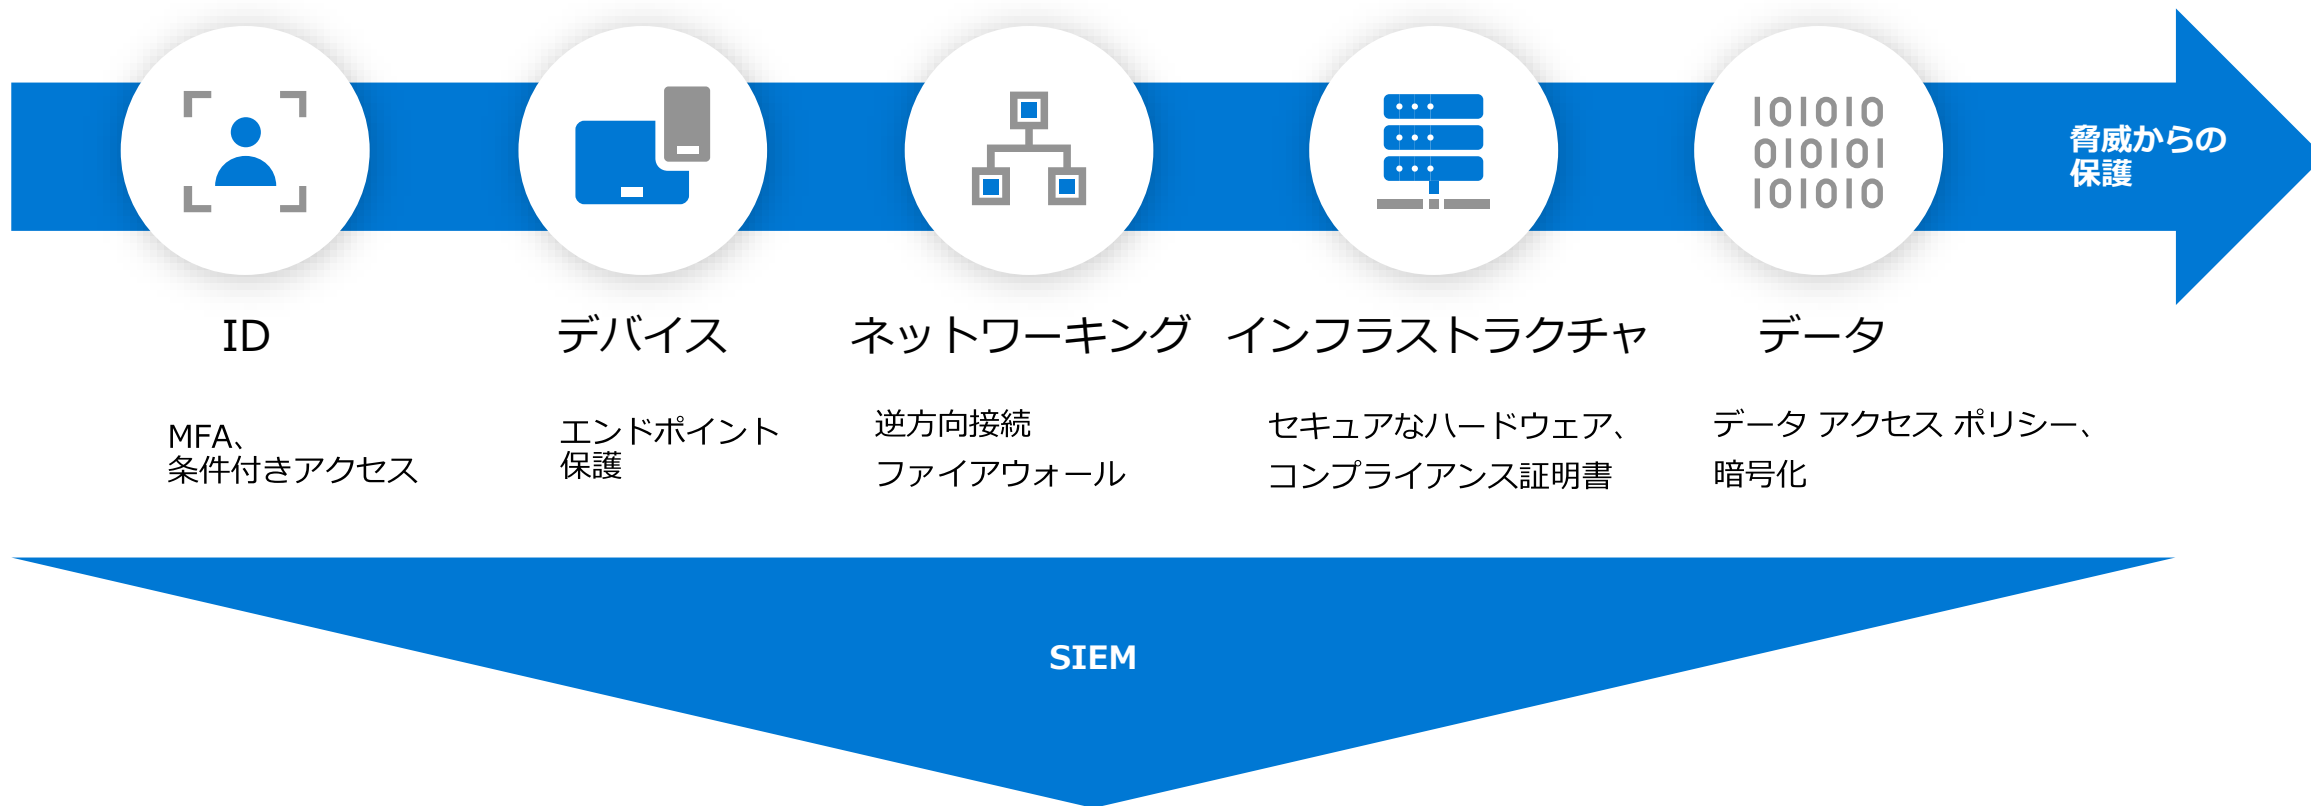 脅威からの
保護
ID
デバイス
ネットワーキング
インフラストラクチャ
データ
MFA、
条件付きアクセス
エンドポイント
保護
逆方向接続
ファイアウォール
セキュアなハードウェア、
コンプライアンス証明書
データ アクセス ポリシー、
暗号化
SIEM